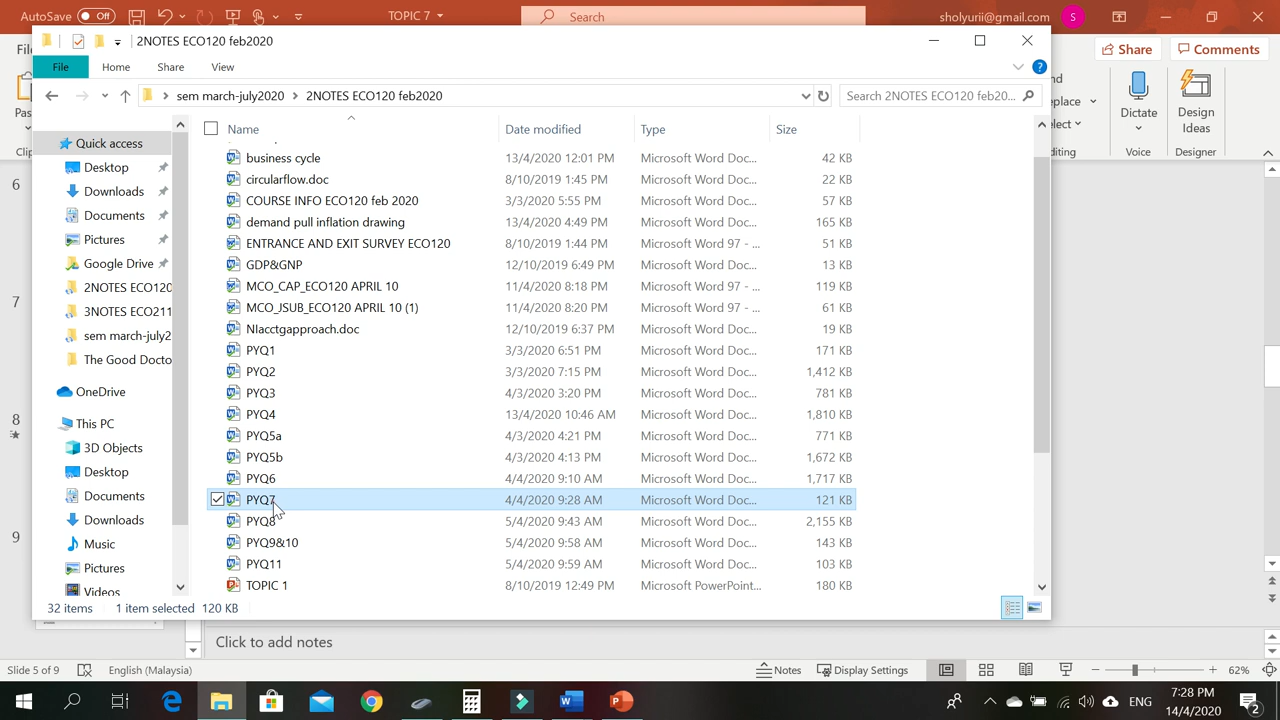 AutoSave Off TOPIC 7 Search sholyurii@gmail.com S
2NOTES ECO120 feb2020
Share Comments
File Home Share View
sem march-july2020 2NOTES ECO120 feb2020 Search 2NOTES ECO120 feb20...
Dictate
Design
Ideas
Voice Designer
Name Date modified Type Size
Quick access
Desktop
Downloads
Documents
Pictures
Google Drive
2NOTES ECO120
3NOTES ECO211
sem march-july2
The Good Docto
OneDrive
This PC
3D Objects
Desktop
Documents
Downloads
Music
Pictures
Videos
business cycle 13/4/2020 12:01 PM Microsoft Word Doc... 42 KB
circularflow.doc 8/10/2019 1:45 PM Microsoft Word Doc... 22 KB
COURSE INFO ECO120 feb 2020 3/3/2020 5:55 PM Microsoft Word Doc... 57 KB
demand pull inflation drawing 13/4/2020 4:49 PM Microsoft Word Doc... 165 KB
ENTRANCE AND EXIT SURVEY ECO120 8/10/2019 1:44 PM Microsoft Word 97 - ... 51 KB
GDP&GNP 12/10/2019 6:49 PM Microsoft Word Doc... 13 KB
MCO_CAP_ECO120 APRIL 10 11/4/2020 8:18 PM Microsoft Word 97 - ... 119 KB
MCO_JSUB_ECO120 APRIL 10 (1) 11/4/2020 8:20 PM Microsoft Word 97 - ... 61 KB
NIacctgapproach.doc 12/10/2019 6:37 PM Microsoft Word Doc... 19 KB
PYQ1 3/3/2020 6:51 PM Microsoft Word Doc... 171 KB
PYQ2 3/3/2020 7:15 PM Microsoft Word Doc... 1,412 KB
PYQ3 4/3/2020 3:20 PM Microsoft Word Doc... 781 KB
PYQ4 13/4/2020 10:46 AM Microsoft Word Doc... 1,810 KB
PYQ5a 4/3/2020 4:21 PM Microsoft Word Doc... 771 KB
PYQ5b 4/3/2020 4:13 PM Microsoft Word Doc... 1,672 KB
PYQ6 4/4/2020 9:10 AM Microsoft Word Doc... 1,717 KB
PYQ7 4/4/2020 9:28 AM Microsoft Word Doc... 121 KB
PYQ8 5/4/2020 9:43 AM Microsoft Word Doc... 2,155 KB
PYQ9&10 5/4/2020 9:58 AM Microsoft Word Doc... 143 KB
PYQ11 5/4/2020 9:59 AM Microsoft Word Doc... 103 KB
TOPIC 1 8/10/2019 12:49 PM Microsoft PowerPoint... 180 KB
32 items 1 item selected 120 KB
6
7
8
9
Click to add notes
Slide 5 of 9 English (Malaysia) Notes Display Settings 62%
ENG 7:28 PM
14/4/2020
2